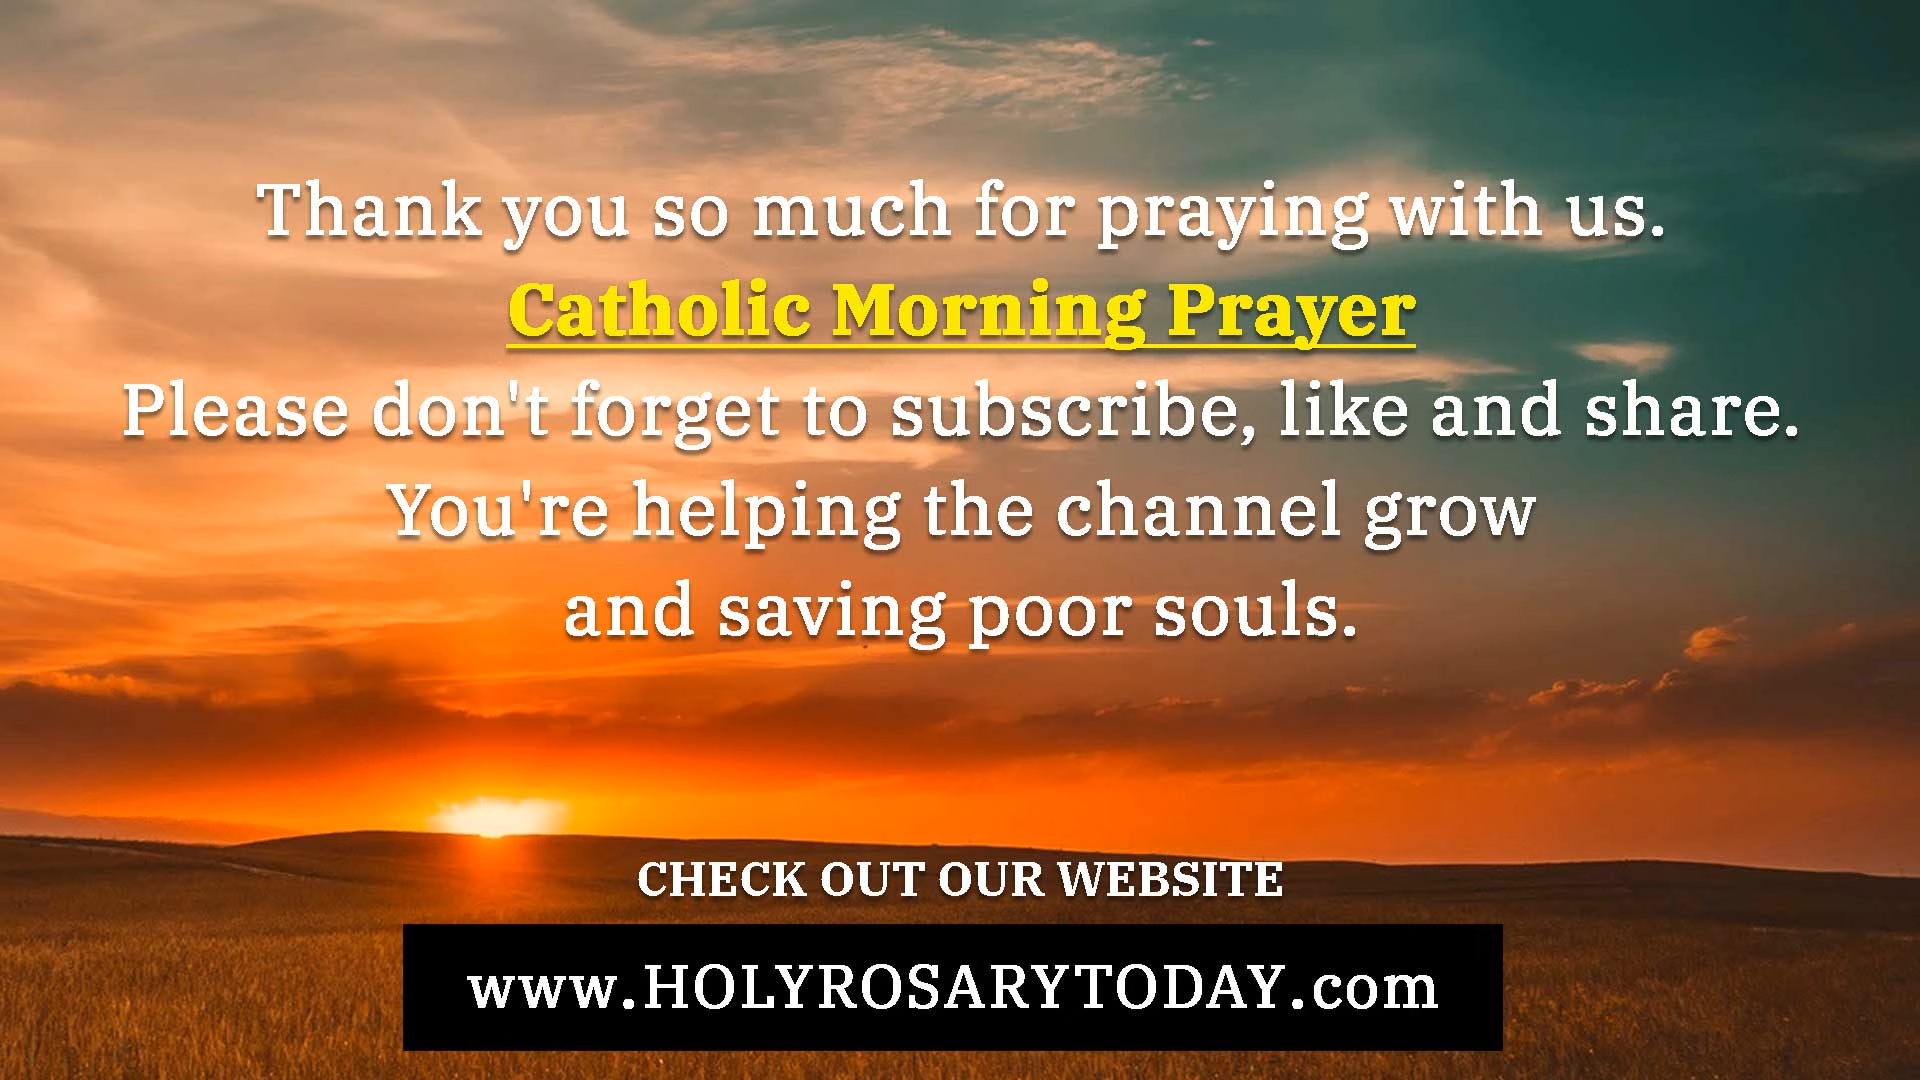 Thank you so much for praying with us.
Catholic Morning Prayer
Please don't forget to subscribe, like and share.
You're helping the channel grow
and saving poor souls.
CHECK OUT OUR WEBSITE
www.HOLYROSARYTODAY.com